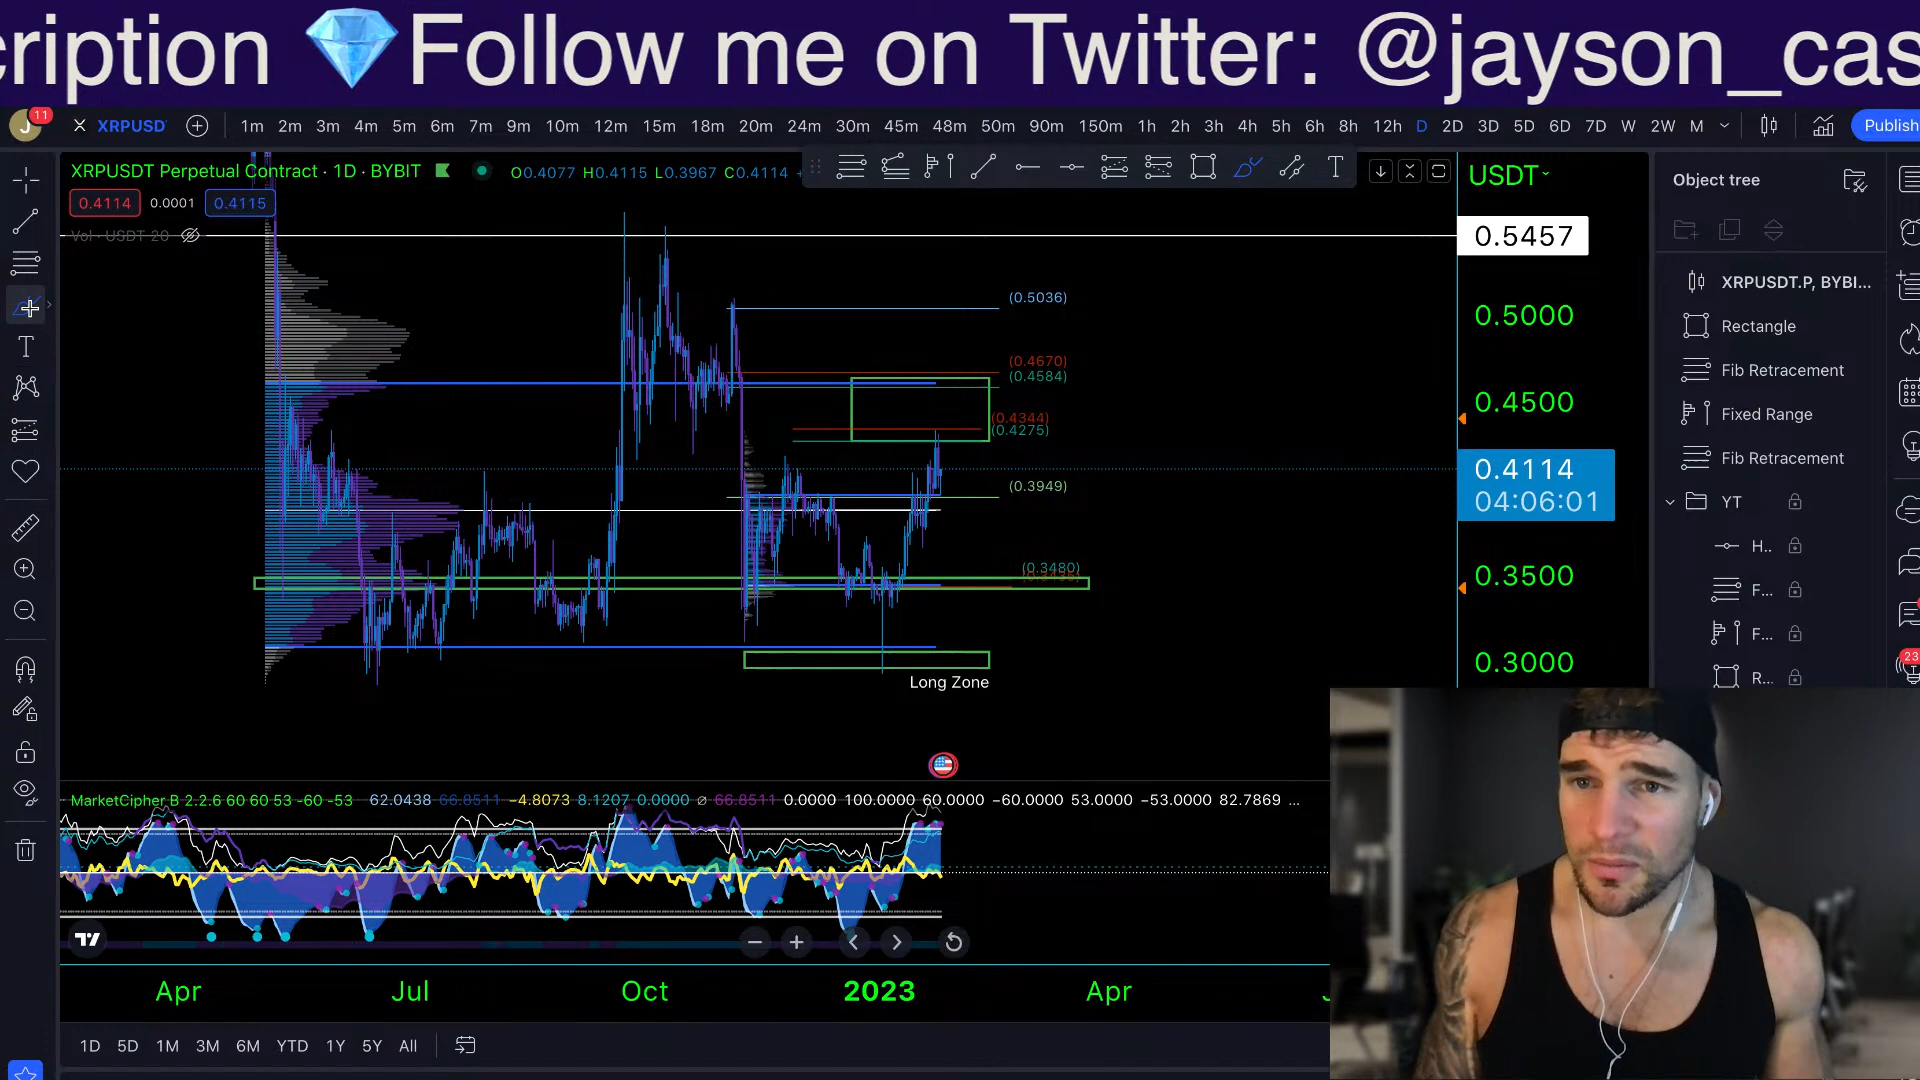 cription 💎Follow me on Twitter: @jayson_cas
J 11 XRPUSD 1m 2m 3m 4m 5m 6m 7m 9m 10m 12m 15m 18m 20m 24m 30m 45m 48m 50m 90m 150m 1h 2h 3h 4h 5h 6h 8h 12h D 2D 3D 5D 6D 7D W 2W M Publish
XRPUSDT Perpetual Contract · 1D · BYBIT O0.4077 H0.4115 L0.3967 C0.4114
0.4114 0.0001 0.4115
Vol · USDT 20
USDT
Object tree
0.5457
0.5000
0.4500
0.4114
04:06:01
0.3500
0.3000
(0.5036)
(0.4670)
(0.4584)
(0.4344)
(0.4275)
(0.3949)
(0.3480)
Long Zone
XRPUSDT.P, BYBI...
Rectangle
Fib Retracement
Fixed Range
Fib Retracement
YT
H..
F...
F...
R...
23
MarketCipher B 2.2.6 60 60 53 -60 -53 62.0438 66.8511 −4.8073 8.1207 0.0000 ∅ 66.8511 0.0000 100.0000 60.0000 −60.0000 53.0000 −53.0000 82.7869 ...
Apr Jul Oct 2023 Apr
1D 5D 1M 3M 6M YTD 1Y 5Y All